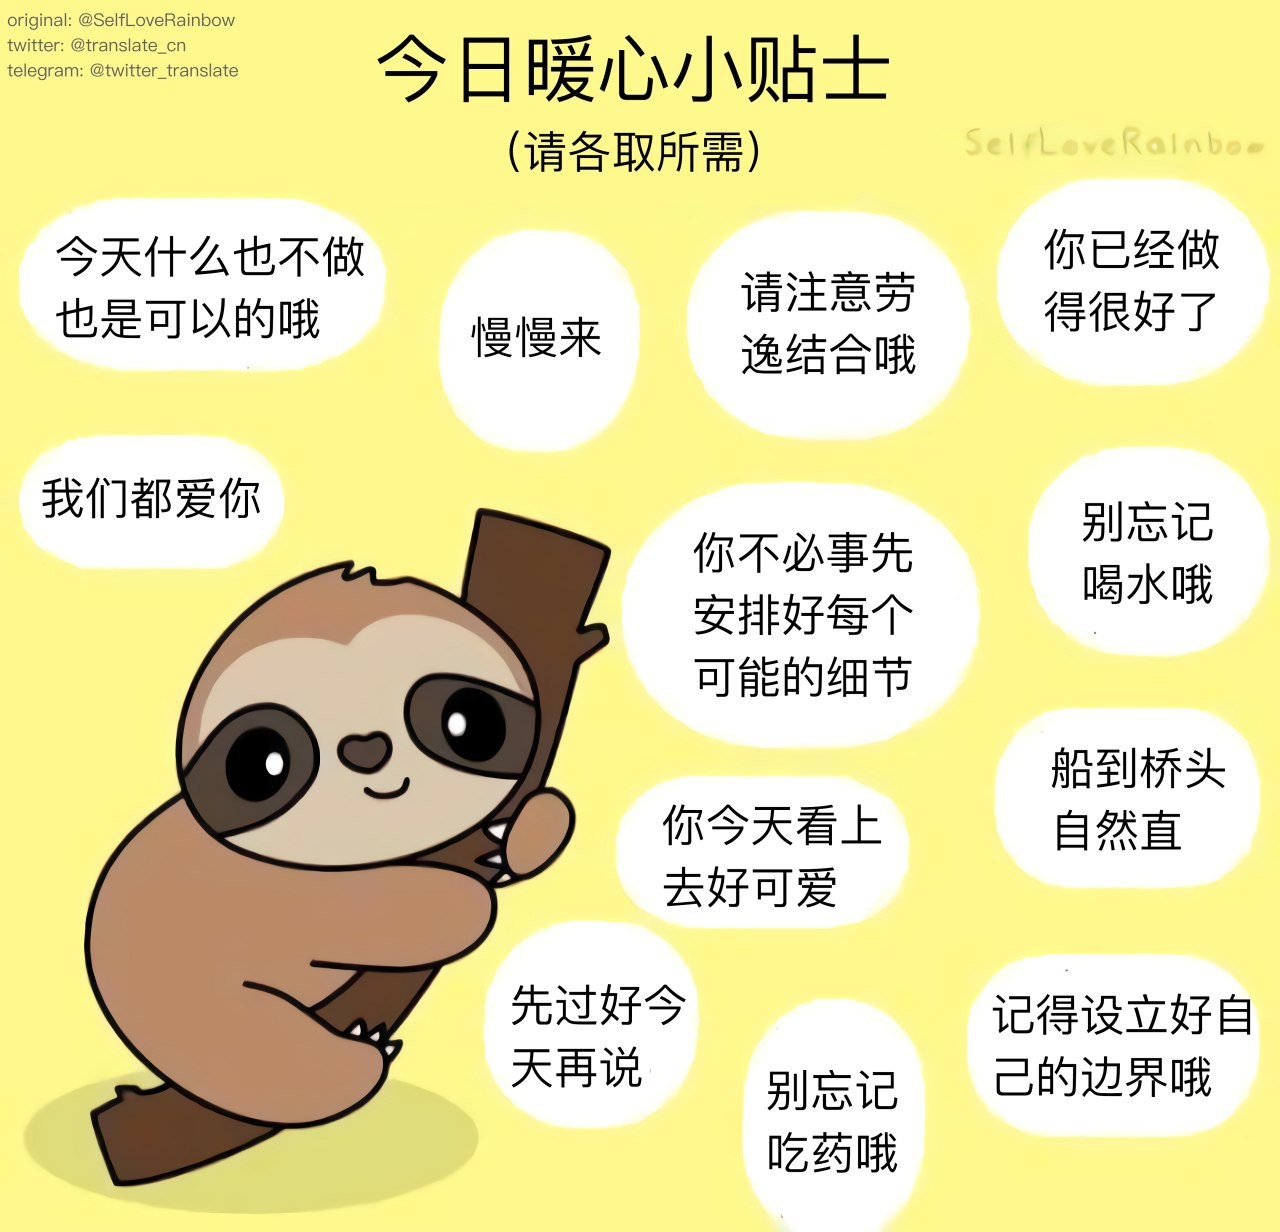 original: @SelfLoveRainbow
twitter: @translate_cn
telegram: @twitter_translate
今日暖心小贴士
（请各取所需）
SelfLoveRainbow
今天什么也不做
也是可以的哦
慢慢来
请注意劳
逸结合哦
你已经做
得很好了
我们都爱你
你不必事先
安排好每个
可能的细节
别忘记
喝水哦
船到桥头
自然直
你今天看上
去好可爱
先过好今
天再说
别忘记
吃药哦
记得设立好自
己的边界哦